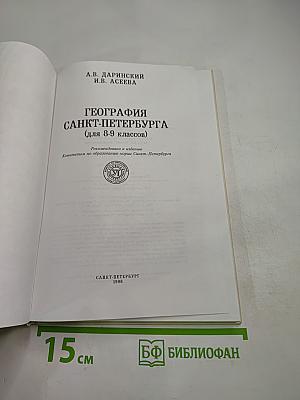 А.В. ДАРИНСКИЙ
И.В. АСЕЕВА
ГЕОГРАФИЯ
САНКТ-ПЕТЕРБУРГА
(для 8-9 классов)
Рекомендовано к изданию
Комитетом по образованию мэрии Санкт-Петербурга
САНКТ-ПЕТЕРБУРГ
15 см
БФ БИБЛИОФАН